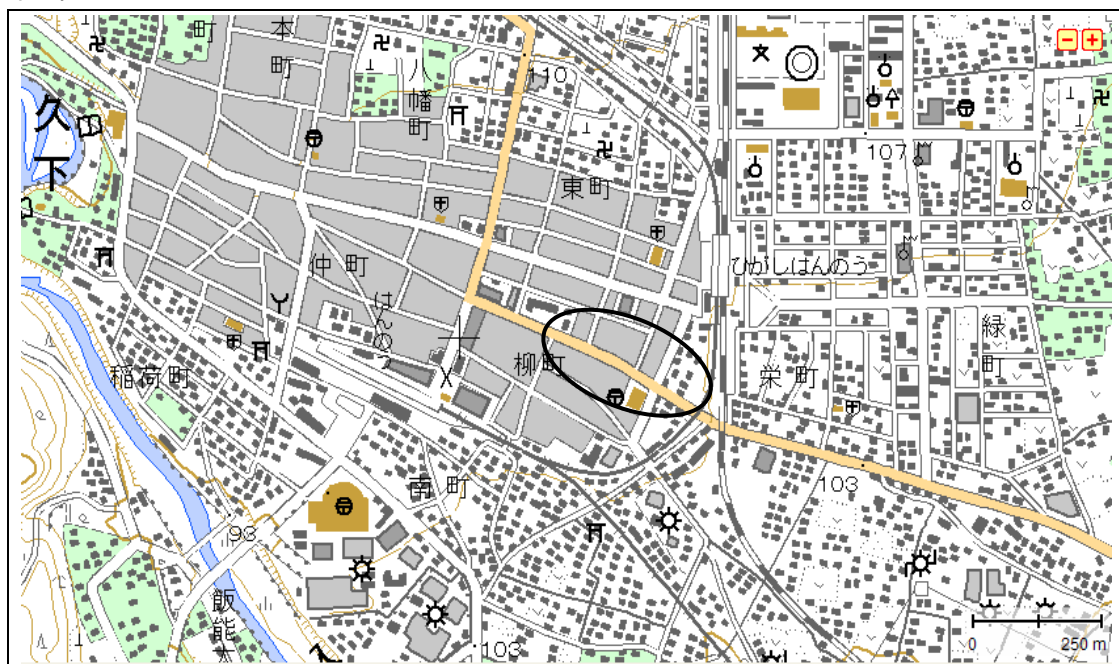 町
本町
八幡町
110
久下
107
東町
ひがしはんのう
仲町
はんのう
緑町
柳町
栄町
稲荷町
南町
103
93
飯能大
103
0
250 m